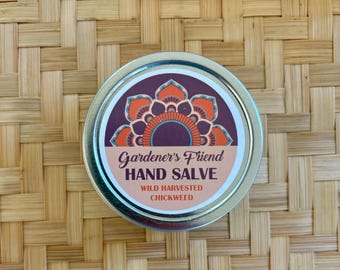 Gardener's Friend
HAND SALVE
WILD HARVESTED
CHICKWEED